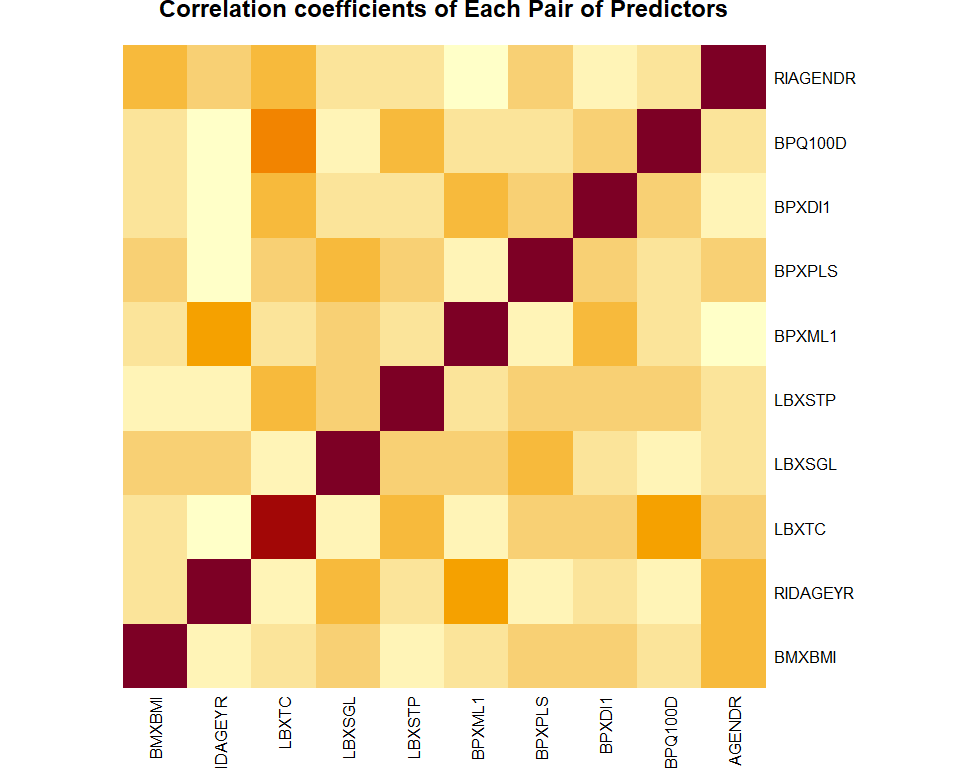 Correlation coefficients of Each Pair of Predictors
RIAGENDR
BPQ100D
BPXDI1
BPXPLS
BPXML1
LBXSTP
LBXSGL
LBXTC
RIDAGEYR
BMXBMI
BMXBMI
IDAGEYR
LBXTC
LBXSGL
LBXSTP
BPXML1
BPXPLS
BPXDI1
BPQ100D
AGENDR